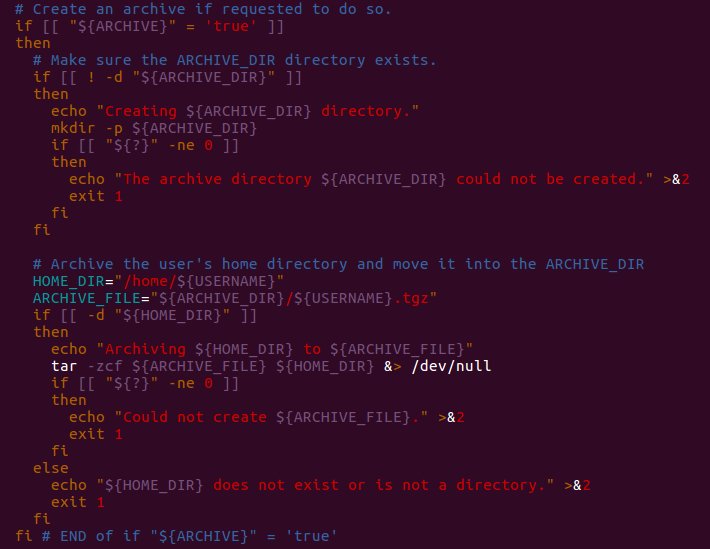 # Create an archive if requested to do so.
if [[ "${ARCHIVE}" = 'true' ]]
then
  # Make sure the ARCHIVE_DIR directory exists.
  if [[ ! -d "${ARCHIVE_DIR}" ]]
  then
    echo "Creating ${ARCHIVE_DIR} directory."
    mkdir -p ${ARCHIVE_DIR}
    if [[ "${?}" -ne 0 ]]
    then
      echo "The archive directory ${ARCHIVE_DIR} could not be created." >&2
      exit 1
    fi
  fi

  # Archive the user's home directory and move it into the ARCHIVE_DIR
  HOME_DIR="/home/${USERNAME}"
  ARCHIVE_FILE="${ARCHIVE_DIR}/${USERNAME}.tgz"
  if [[ -d "${HOME_DIR}" ]]
  then
    echo "Archiving ${HOME_DIR} to ${ARCHIVE_FILE}"
    tar -zcf ${ARCHIVE_FILE} ${HOME_DIR} &> /dev/null
    if [[ "${?}" -ne 0 ]]
    then
      echo "Could not create ${ARCHIVE_FILE}." >&2
      exit 1
    fi
  else
    echo "${HOME_DIR} does not exist or is not a directory." >&2
    exit 1
  fi
fi # END of if "${ARCHIVE}" = 'true'